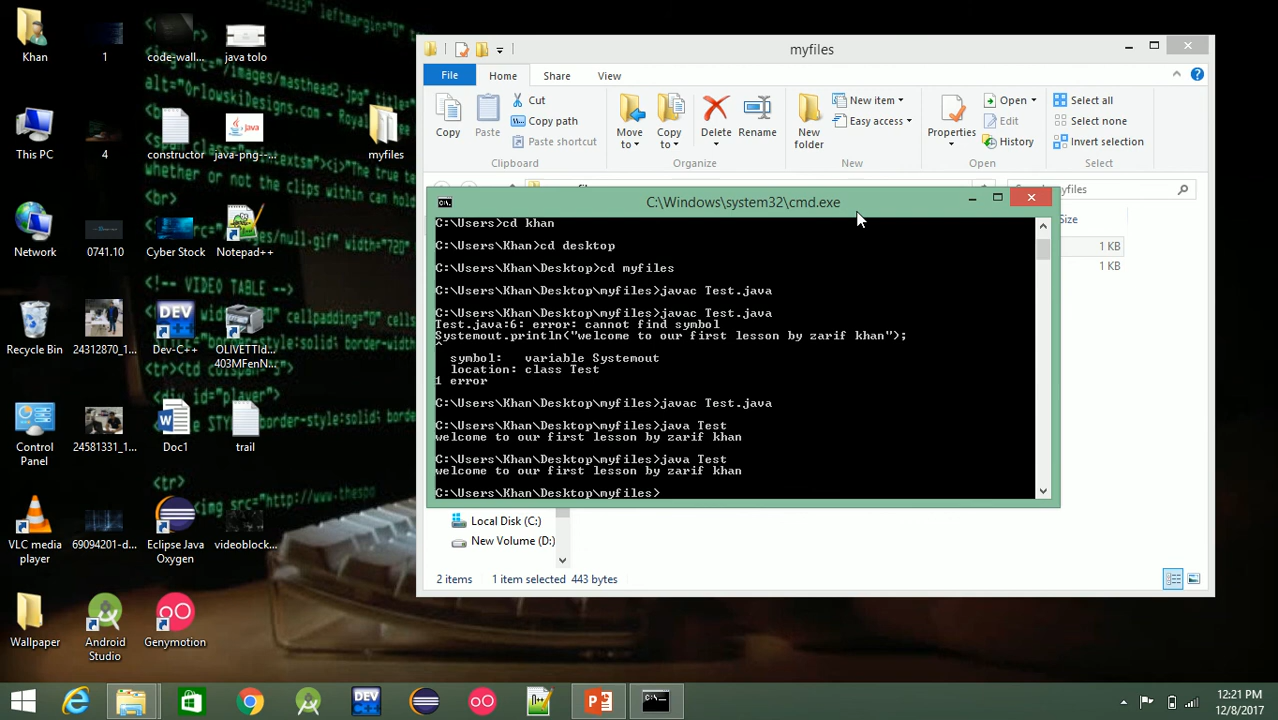 Khan
1
code-wall...
java tolo
This PC
4
constructor
java-png--...
myfiles
Network
0741.10
Cyber Stock
Notepad++
Recycle Bin
24312870_1...
Dev-C++
OLIVETTId...
403MFenN...
Control
Panel
24581331_1...
Doc1
trail
VLC media
player
69094201-d...
Eclipse Java
Oxygen
videoblock...
Wallpaper
Android
Studio
Genymotion
myfiles
File
Home
Share
View
Copy
Paste
Cut
Copy path
Paste shortcut
Clipboard
Move
to
Copy
to
Delete
Rename
Organize
New
folder
New item
Easy access
New
Properties
Open
Edit
History
Open
Select all
Select none
Invert selection
Select
Size
1 KB
1 KB
C:\Windows\system32\cmd.exe
C:\Users>cd khan
C:\Users\Khan>cd desktop
C:\Users\Khan\Desktop>cd myfiles
C:\Users\Khan\Desktop\myfiles>javac Test.java
C:\Users\Khan\Desktop\myfiles>javac Test.java
Test.java:6: error: cannot find symbol
Systemout.println("welcome to our first lesson by zarif khan");
^
symbol:   variable Systemout
location: class Test
1 error
C:\Users\Khan\Desktop\myfiles>javac Test.java
C:\Users\Khan\Desktop\myfiles>java Test
welcome to our first lesson by zarif khan
C:\Users\Khan\Desktop\myfiles>java Test
welcome to our first lesson by zarif khan
C:\Users\Khan\Desktop\myfiles>
Local Disk (C:)
New Volume (D:)
2 items
1 item selected 443 bytes
12:21 PM
12/8/2017